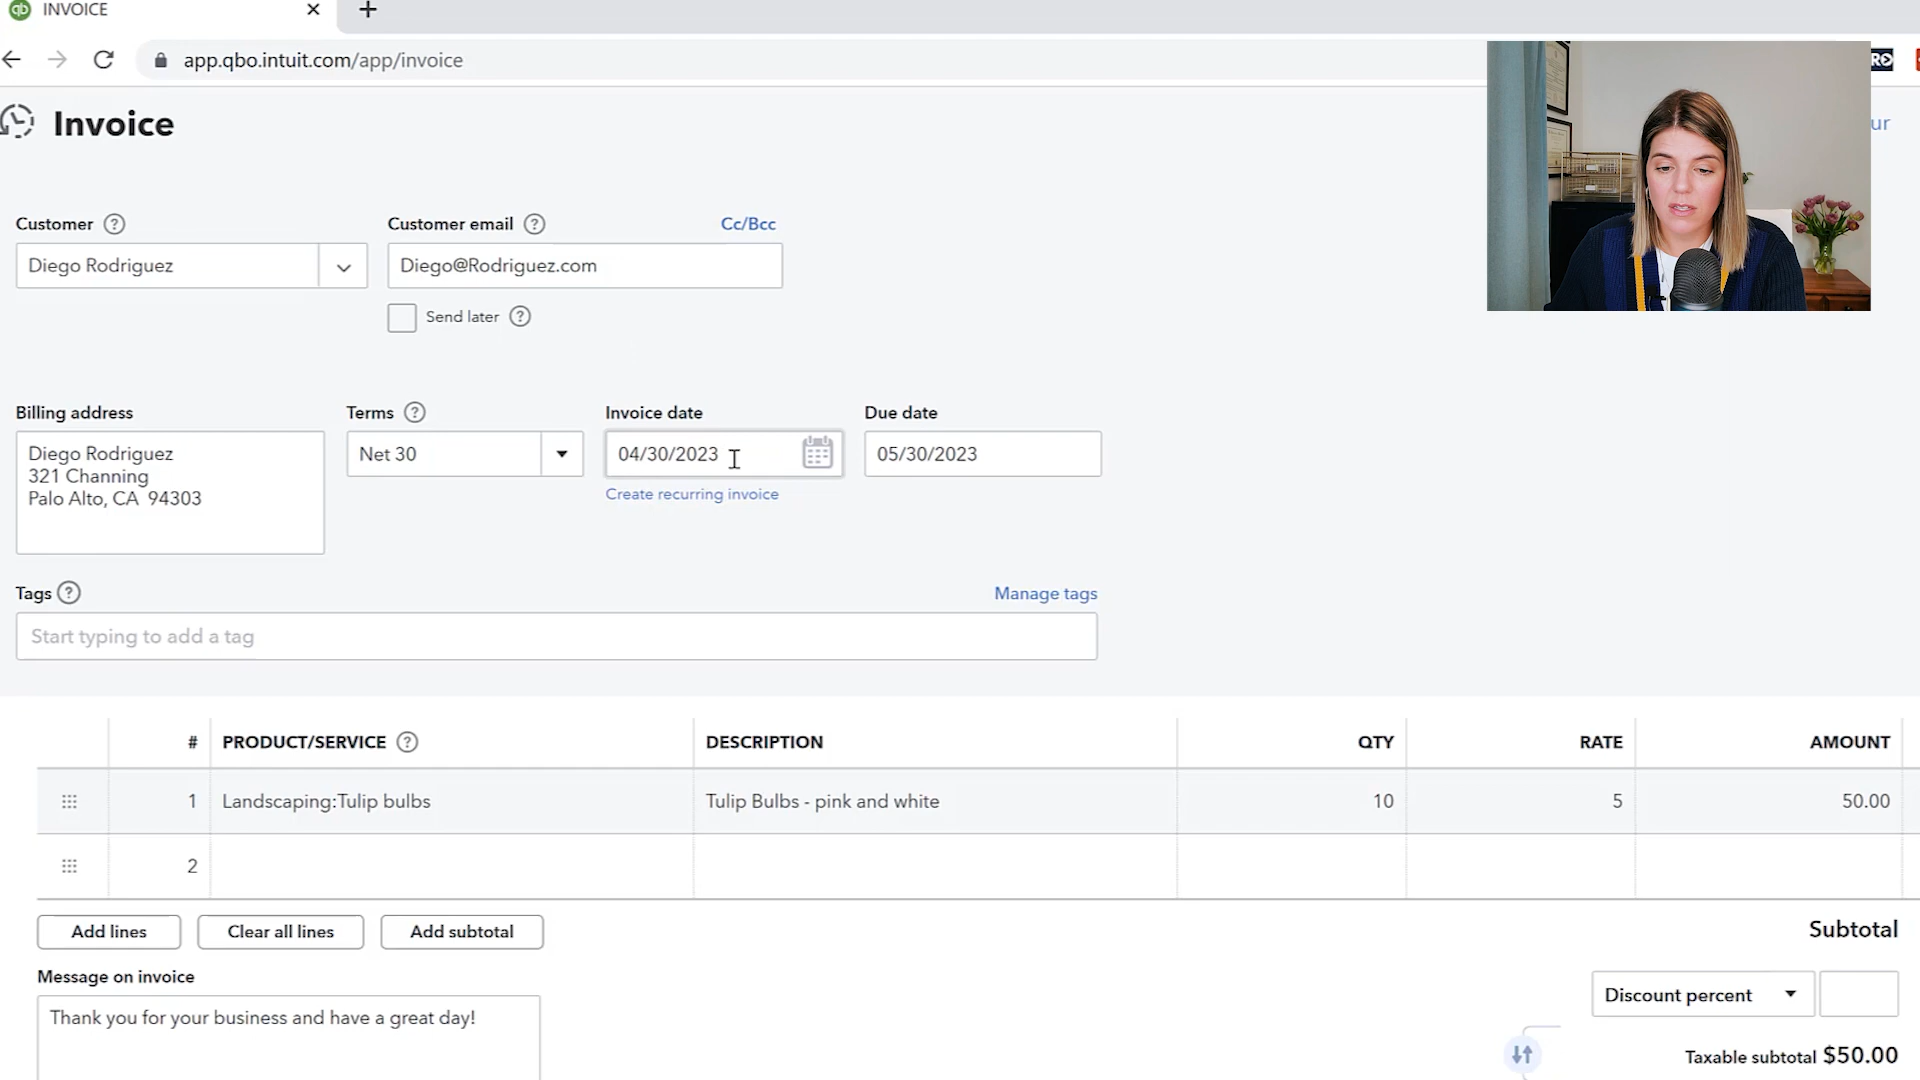 INVOICE
app.qbo.intuit.com/app/invoice
Invoice
Customer
Customer email
Cc/Bcc
Diego Rodriguez
Diego@Rodriguez.com
Send later
Billing address
Terms
Invoice date
Due date
Diego Rodriguez
321 Channing
Palo Alto, CA 94303
Net 30
04/30/2023
05/30/2023
Create recurring invoice
Tags
Manage tags
Start typing to add a tag
# PRODUCT/SERVICE DESCRIPTION QTY RATE AMOUNT
1 Landscaping:Tulip bulbs Tulip Bulbs - pink and white 10 5 50.00
2
Add lines
Clear all lines
Add subtotal
Subtotal
Message on invoice
Thank you for your business and have a great day!
Discount percent
Taxable subtotal $50.00